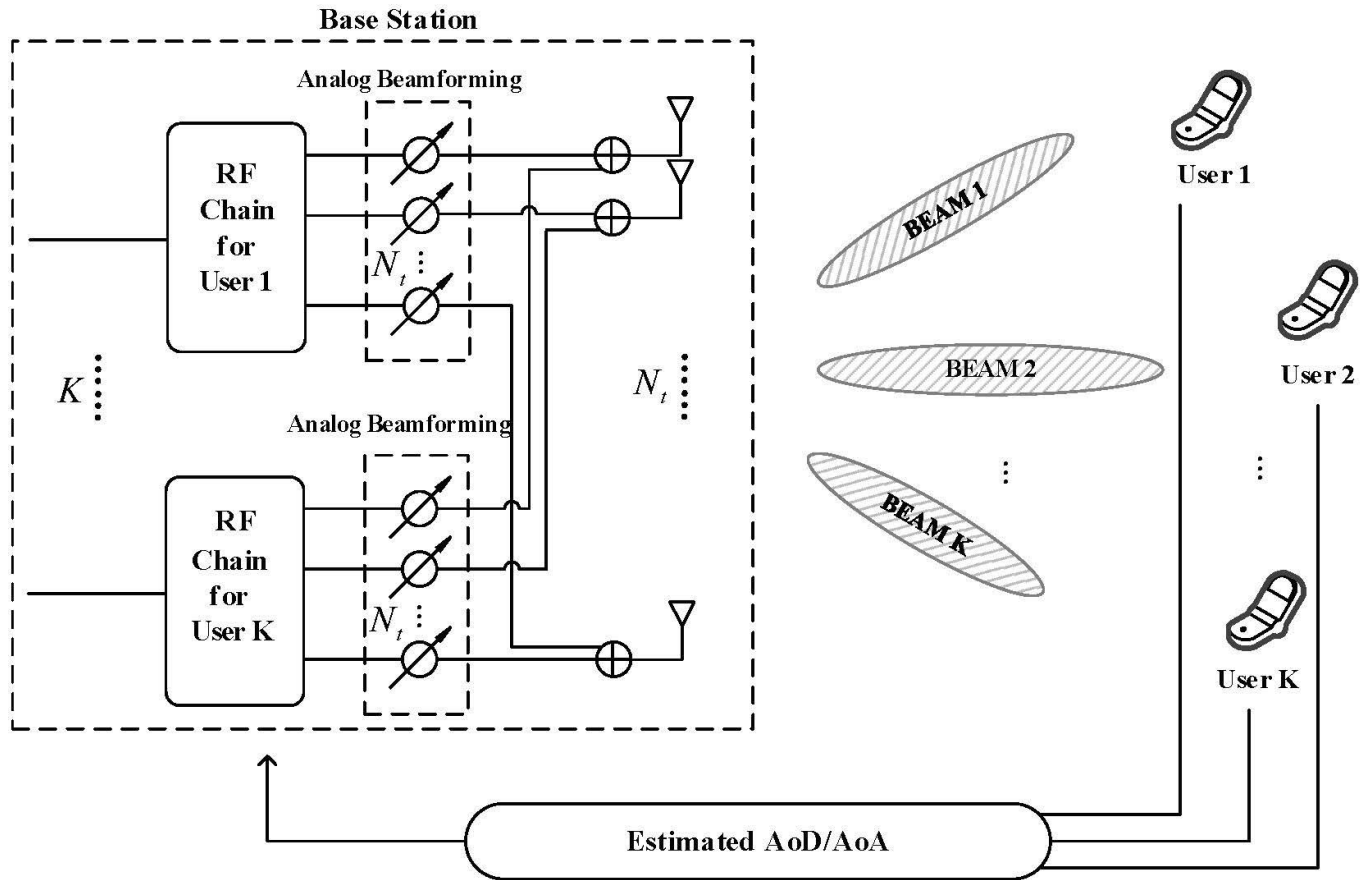 Base Station
Analog Beamforming
RF
Chain
for
User 1
N_t ⋮
K ⋮
N_t ⋮
Analog Beamforming
RF
Chain
for
User K
N_t ⋮
BEAM 1
BEAM 2
⋮
BEAM K
User 1
User 2
⋮
User K
Estimated AoD/AoA